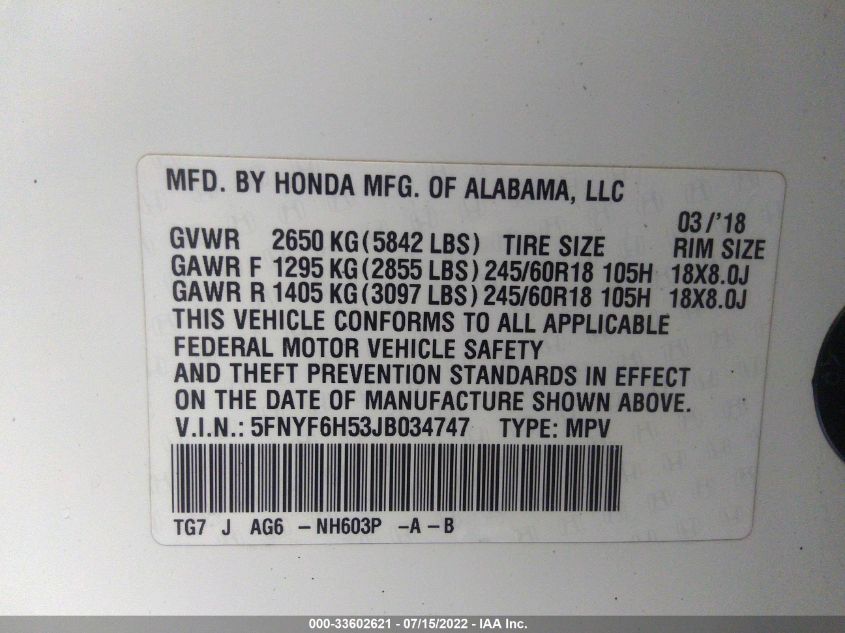 MFD. BY HONDA MFG. OF ALABAMA, LLC
03/'18
GVWR 2650 KG (5842 LBS) TIRE SIZE RIM SIZE
GAWR F 1295 KG (2855 LBS) 245/60R18 105H 18X8.0J
GAWR R 1405 KG (3097 LBS) 245/60R18 105H 18X8.0J
THIS VEHICLE CONFORMS TO ALL APPLICABLE
FEDERAL MOTOR VEHICLE SAFETY
AND THEFT PREVENTION STANDARDS IN EFFECT
ON THE DATE OF MANUFACTURE SHOWN ABOVE.
V.I.N.: 5FNYF6H53JB034747 TYPE: MPV
TG7 J AG6 – NH603P –A – B
000-33602621 - 07/15/2022 - IAA Inc.